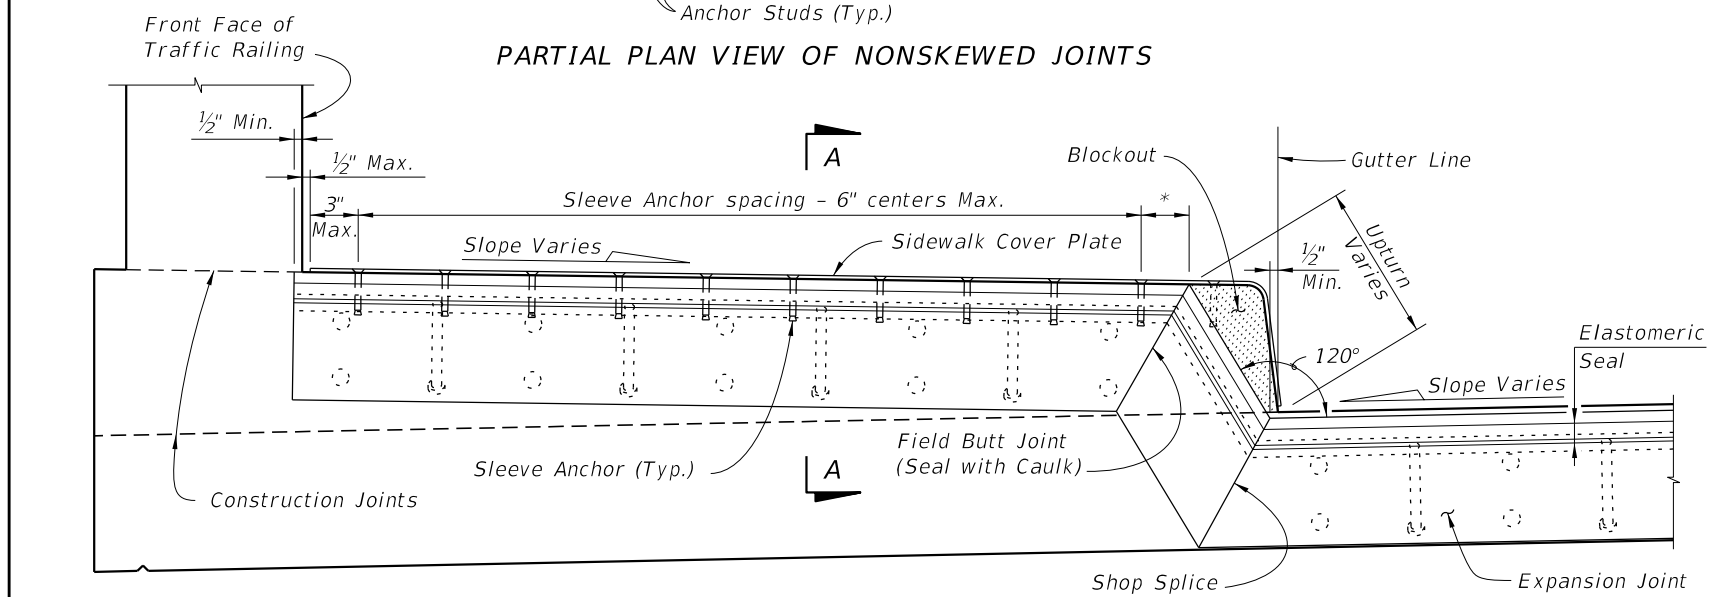 Anchor Studs (Typ.)
Front Face of
Traffic Railing
PARTIAL PLAN VIEW OF NONSKEWED JOINTS
½" Min.
½" Max.
A
Blockout
Gutter Line
3"
Max.
Sleeve Anchor spacing – 6" centers Max.
*
Slope Varies
Sidewalk Cover Plate
½"
Min.
Upturn
Varies
120°
Elastomeric
Seal
Slope Varies
Field Butt Joint
(Seal with Caulk)
Sleeve Anchor (Typ.)
A
Construction Joints
Shop Splice
Expansion Joint